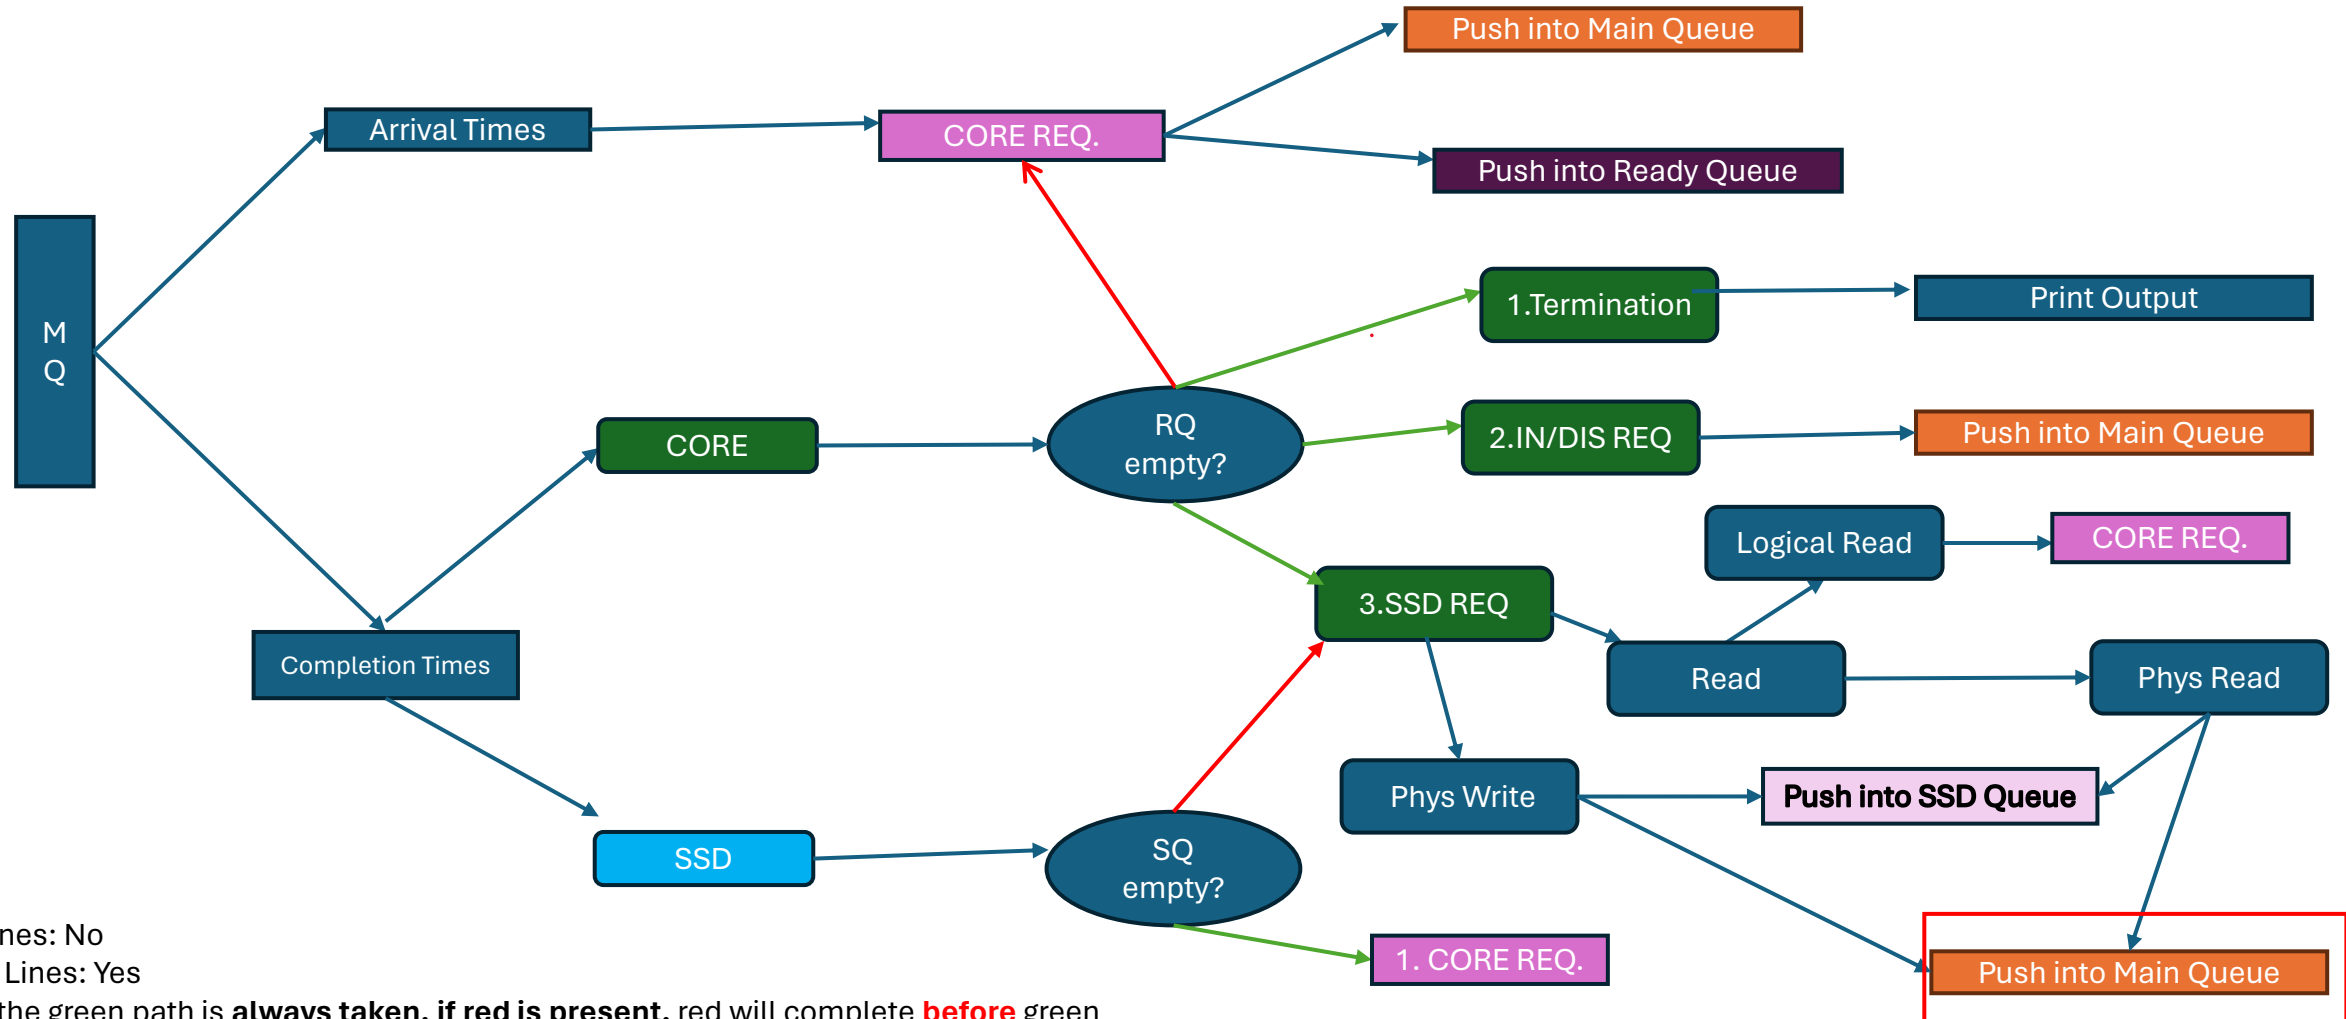 Push into Main Queue
Arrival Times
CORE REQ.
Push into Ready Queue
M
Q
1.Termination
Print Output
CORE
RQ
empty?
2.IN/DIS REQ
Push into Main Queue
Logical Read
CORE REQ.
3.SSD REQ
Completion Times
Read
Phys Read
Phys Write
Push into SSD Queue
SSD
SQ
empty?
1. CORE REQ.
Push into Main Queue
nes: No
Lines: Yes
the green path is always taken, if red is present, red will complete before green